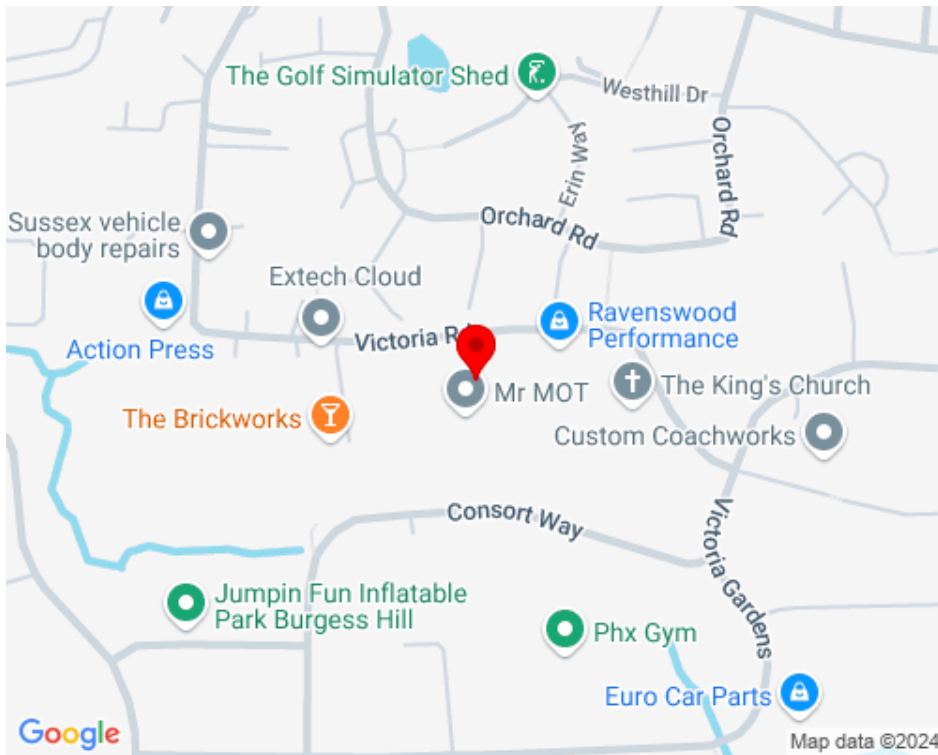 The Golf Simulator Shed
Westhill Dr
Orchard Rd
Erin Way
Sussex vehicle
body repairs
Orchard Rd
Extech Cloud
Action Press
Victoria Rd
Ravenswood
Performance
Mr MOT
The King's Church
The Brickworks
Custom Coachworks
Consort Way
Victoria Gardens
Jumpin Fun Inflatable
Park Burgess Hill
Phx Gym
Euro Car Parts
Google
Map data ©2024